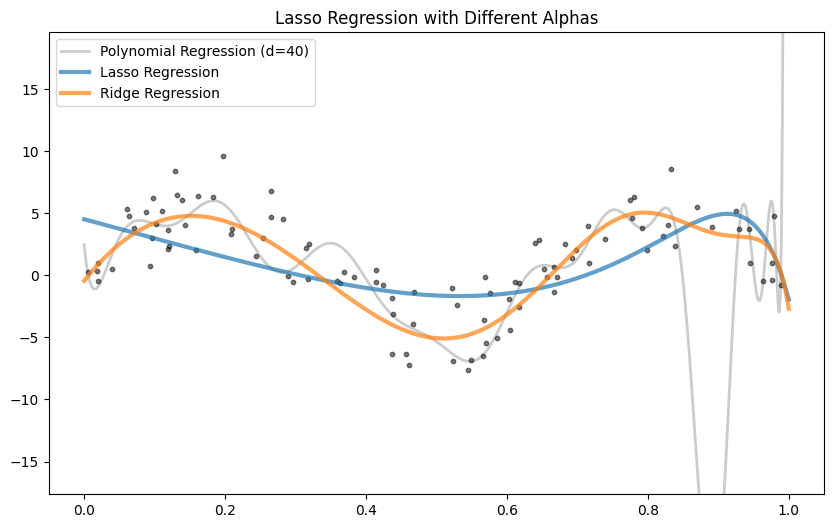 Lasso Regression with Different Alphas
Polynomial Regression (d=40)
Lasso Regression
Ridge Regression
15
10
5
0
−5
−10
−15
0.0 0.2 0.4 0.6 0.8 1.0